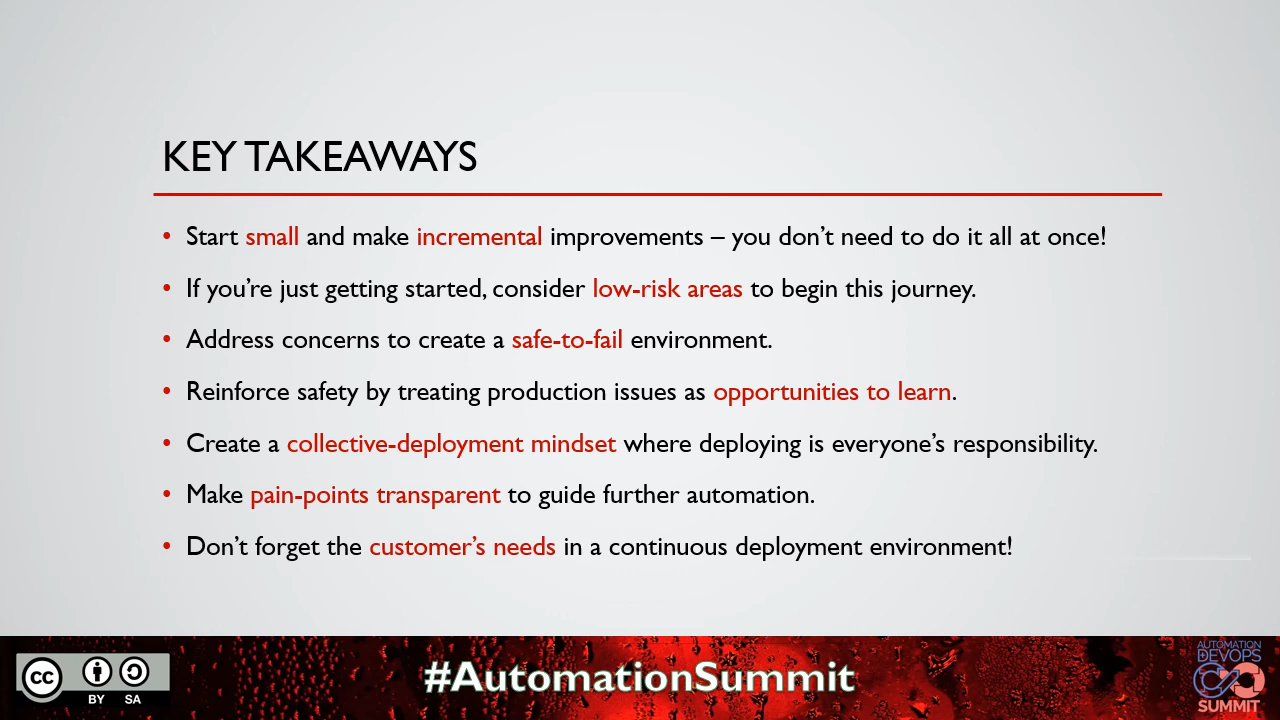 KEY TAKEAWAYS
• Start small and make incremental improvements – you don't need to do it all at once!
• If you're just getting started, consider low-risk areas to begin this journey.
• Address concerns to create a safe-to-fail environment.
• Reinforce safety by treating production issues as opportunities to learn.
• Create a collective-deployment mindset where deploying is everyone's responsibility.
• Make pain-points transparent to guide further automation.
• Don't forget the customer's needs in a continuous deployment environment!
cc
BY SA
#AutomationSummit
AUTOMATION
DEVOPS
SUMMIT